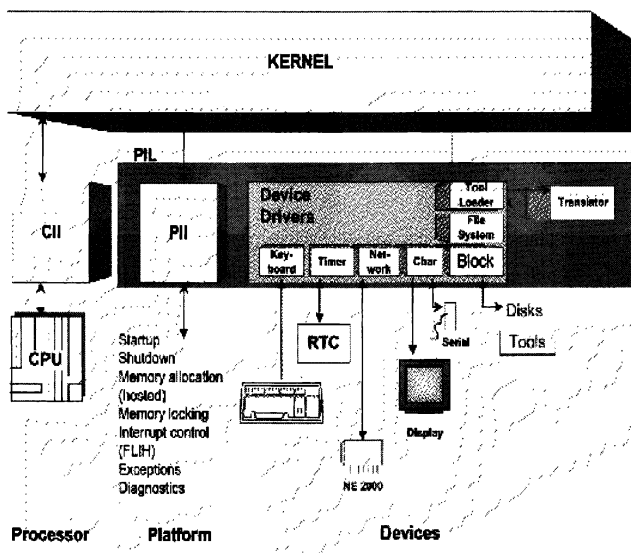 KERNEL
PIL
CII
PII
Device
Drivers
Tool
Loader
Translator
File
System
Key-
board
Timer
Net-
work
Char
Block
CPU
Startup
Shutdown
Memory allocation
(hosted)
Memory locking
Interrupt control
(FLIH)
Exceptions
Diagnostics
RTC
Serial
Disks
Tools
Display
NE 2000
Processor
Platform
Devices